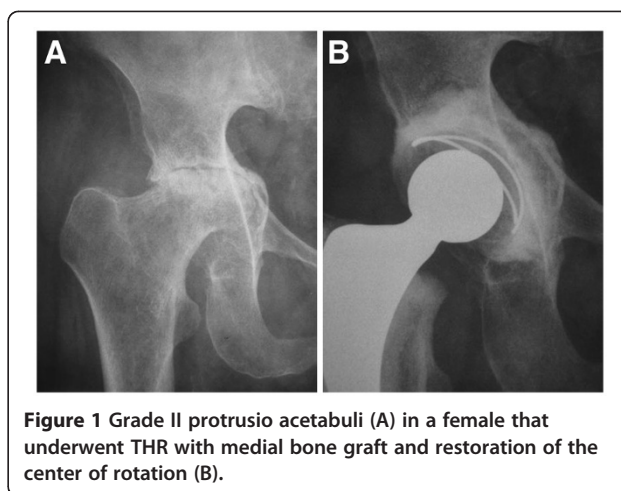 A B
Figure 1 Grade II protrusio acetabuli (A) in a female that
underwent THR with medial bone graft and restoration of the
center of rotation (B).